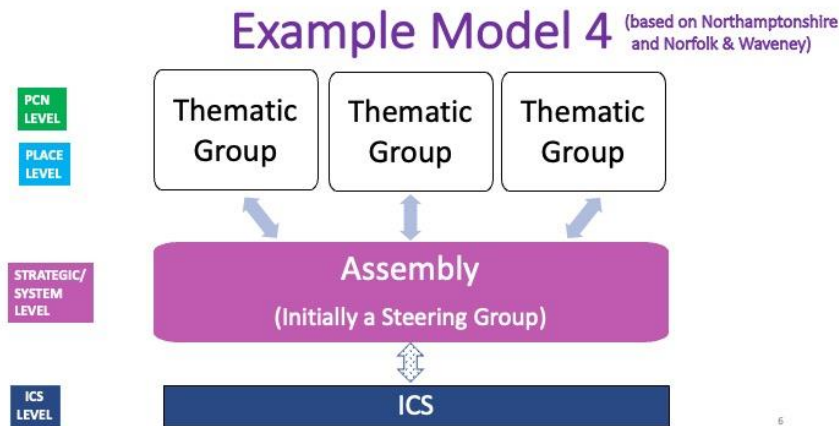 Example Model 4
(based on Northamptonshire
and Norfolk & Waveney)
PCN
LEVEL
PLACE
LEVEL
Thematic
Group
Thematic
Group
Thematic
Group
STRATEGIC/
SYSTEM
LEVEL
Assembly
(Initially a Steering Group)
ICS
LEVEL
ICS
6